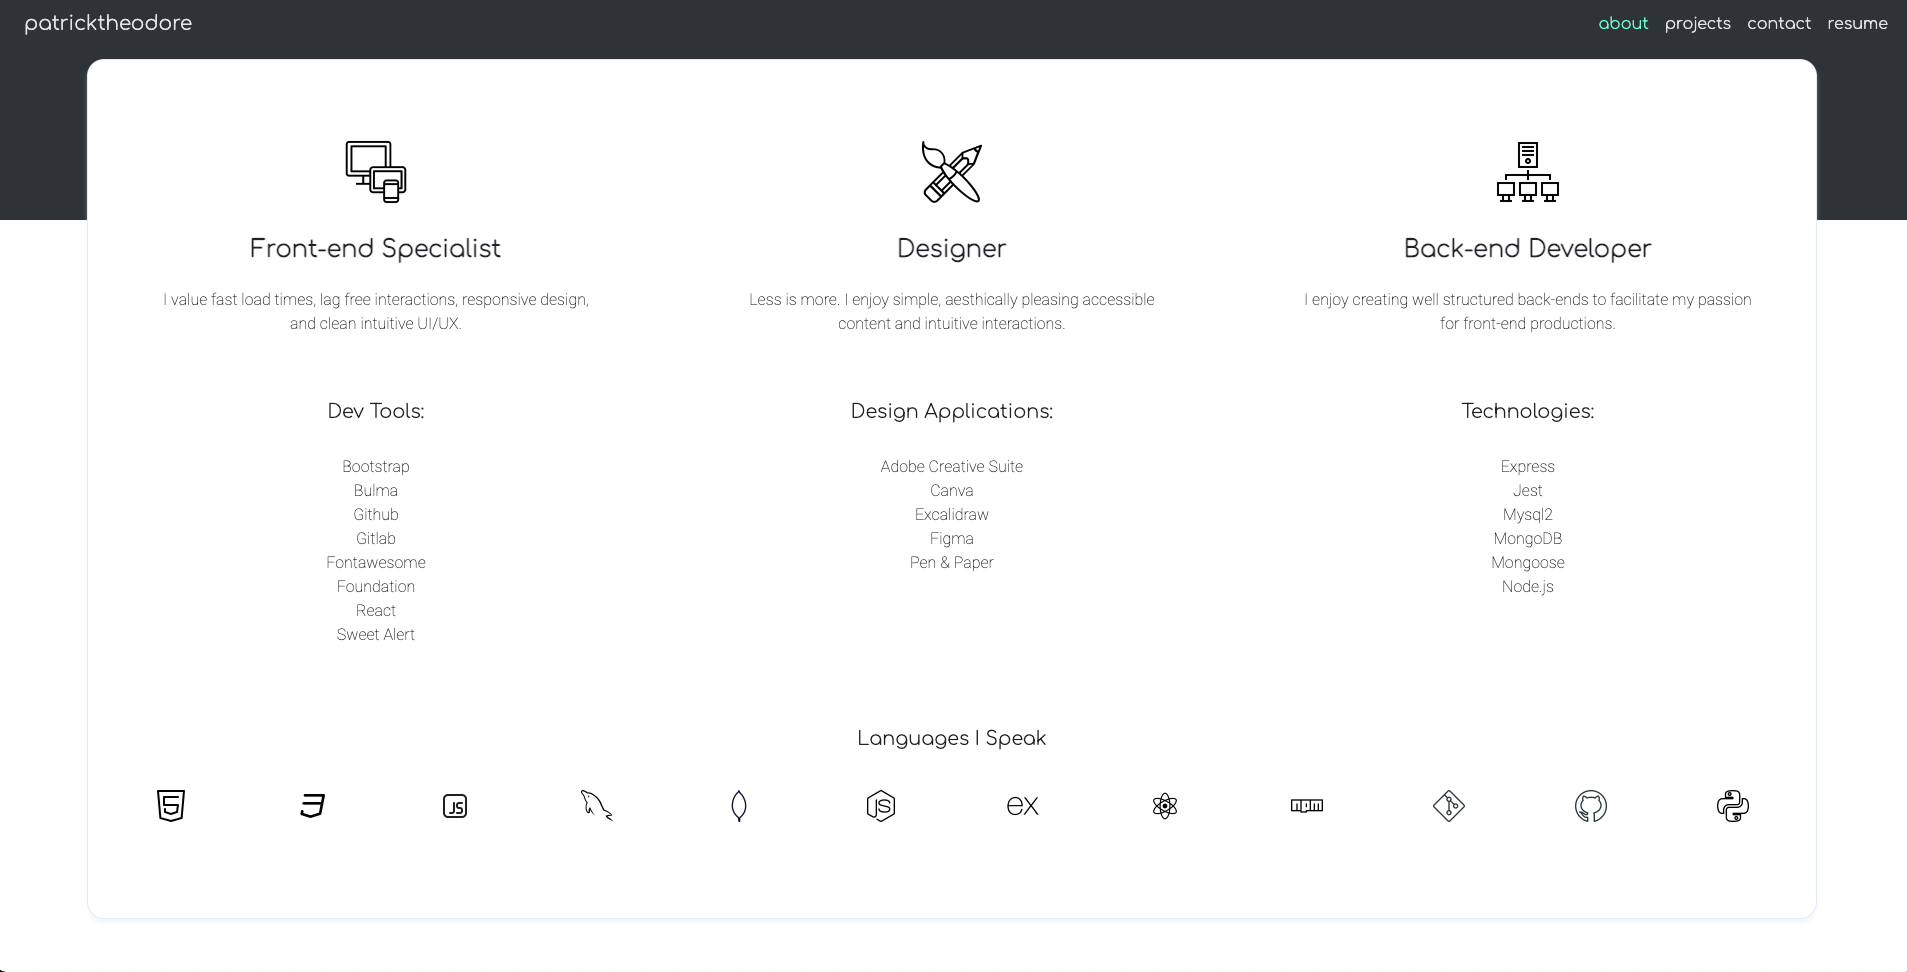 patricktheodore
about projects contact resume
Front-end Specialist
I value fast load times, lag free interactions, responsive design,
and clean intuitive UI/UX.
Dev Tools:
Bootstrap
Bulma
Github
Gitlab
Fontawesome
Foundation
React
Sweet Alert
Designer
Less is more. I enjoy simple, aesthically pleasing accessible
content and intuitive interactions.
Design Applications:
Adobe Creative Suite
Canva
Excalidraw
Figma
Pen & Paper
Back-end Developer
I enjoy creating well structured back-ends to facilitate my passion
for front-end productions.
Technologies:
Express
Jest
Mysql2
MongoDB
Mongoose
Node.js
Languages I Speak
5 JS JS ex npm